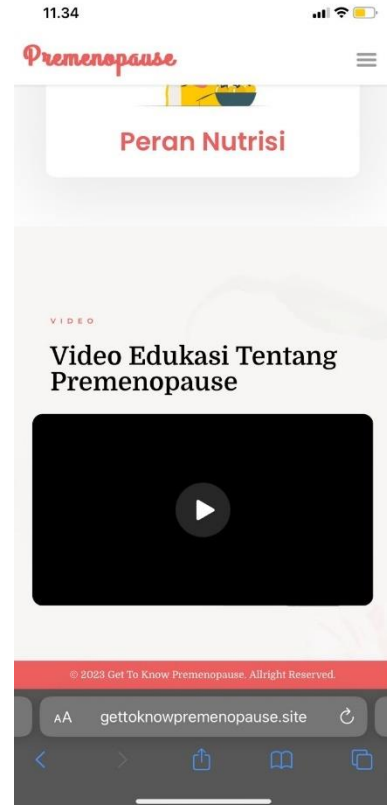 11.34
Premenopause
Peran Nutrisi
VIDEO
Video Edukasi Tentang
Premenopause
© 2023 Get To Know Premenopause. Allright Reserved.
AA gettoknowpremenopause.site